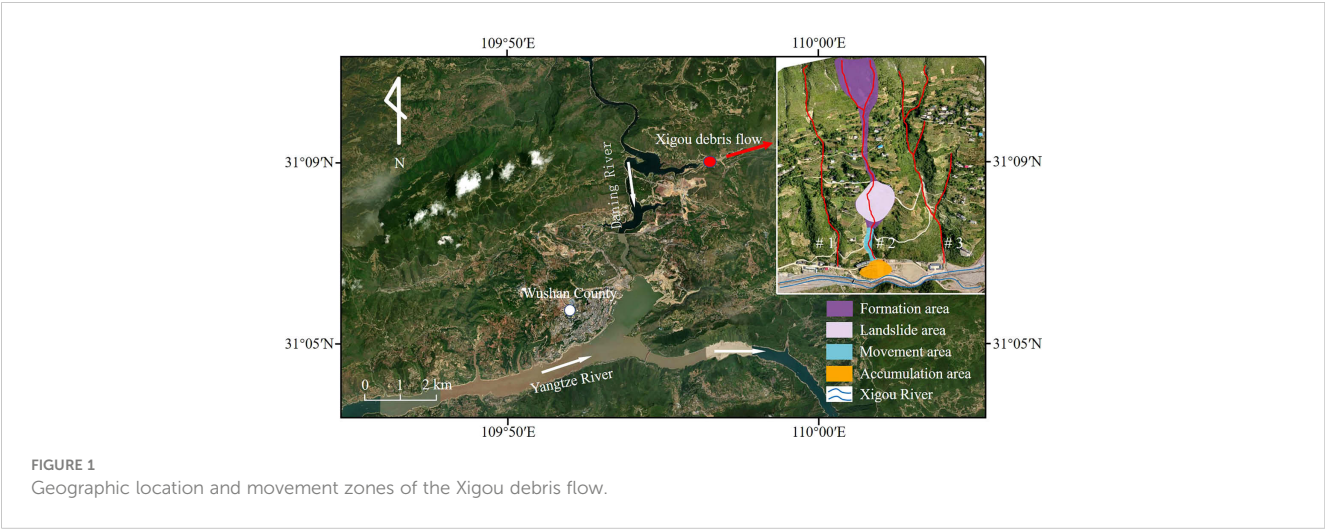 109°50′E
110°00′E
N
31°09′N
31°09′N
Xigou debris flow
Daning River
# 1
# 2
# 3
Wushan County
Formation area
Landslide area
Movement area
Accumulation area
Xigou River
31°05′N
31°05′N
0 1 2 km
Yangtze River
109°50′E
110°00′E
FIGURE 1
Geographic location and movement zones of the Xigou debris flow.